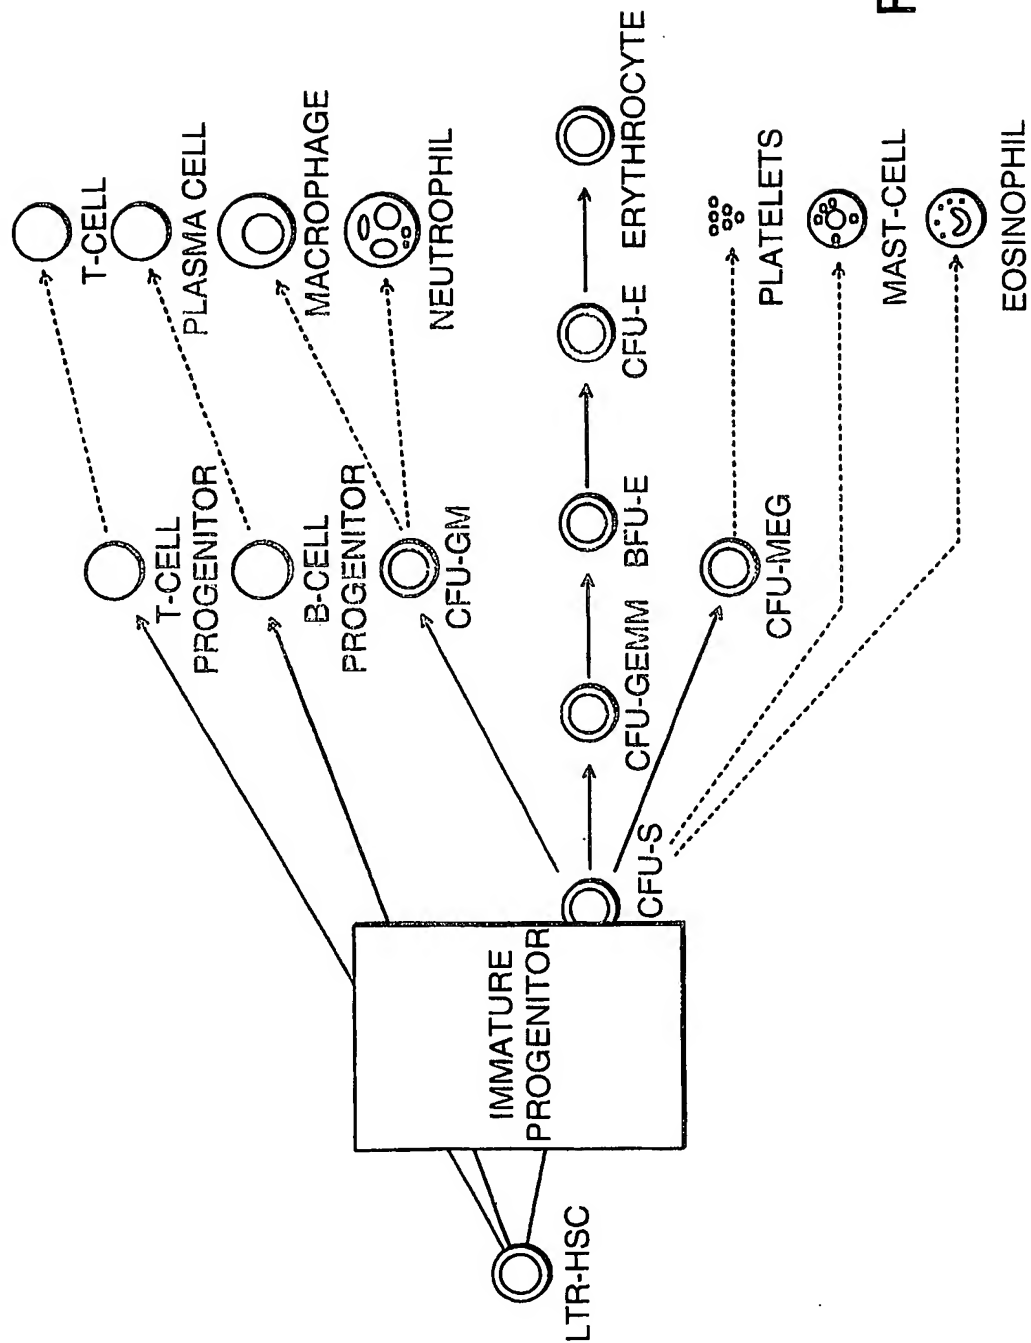 LTR-HSC
IMMATURE
PROGENITOR
CFU-S
T-CELL
PROGENITOR
B-CELL
PROGENITOR
CFU-GM
CFU-GEMM
BFU-E
CFU-E
ERYTHROCYTE
CFU-MEG
T-CELL
PLASMA CELL
MACROPHAGE
NEUTROPHIL
PLATELETS
MAST-CELL
EOSINOPHIL